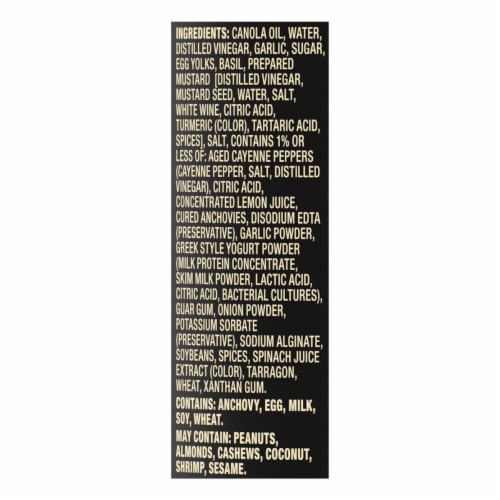 INGREDIENTS: CANOLA OIL, WATER,
DISTILLED VINEGAR, GARLIC, SUGAR,
EGG YOLKS, BASIL, PREPARED
MUSTARD [DISTILLED VINEGAR,
MUSTARD SEED, WATER, SALT,
WHITE WINE, CITRIC ACID,
TURMERIC (COLOR), TARTARIC ACID,
SPICES], SALT, CONTAINS 1% OR
LESS OF: AGED CAYENNE PEPPERS
(CAYENNE PEPPER, SALT, DISTILLED
VINEGAR), CITRIC ACID,
CONCENTRATED LEMON JUICE,
CURED ANCHOVIES, DISODIUM EDTA
(PRESERVATIVE), GARLIC POWDER,
GREEK STYLE YOGURT POWDER
(MILK PROTEIN CONCENTRATE,
SKIM MILK POWDER, LACTIC ACID,
CITRIC ACID, BACTERIAL CULTURES),
GUAR GUM, ONION POWDER,
POTASSIUM SORBATE
(PRESERVATIVE), SODIUM ALGINATE,
SOYBEANS, SPICES, SPINACH JUICE
EXTRACT (COLOR), TARRAGON,
WHEAT, XANTHAN GUM.
CONTAINS: ANCHOVY, EGG, MILK,
SOY, WHEAT.
MAY CONTAIN: PEANUTS,
ALMONDS, CASHEWS, COCONUT,
SHRIMP, SESAME.